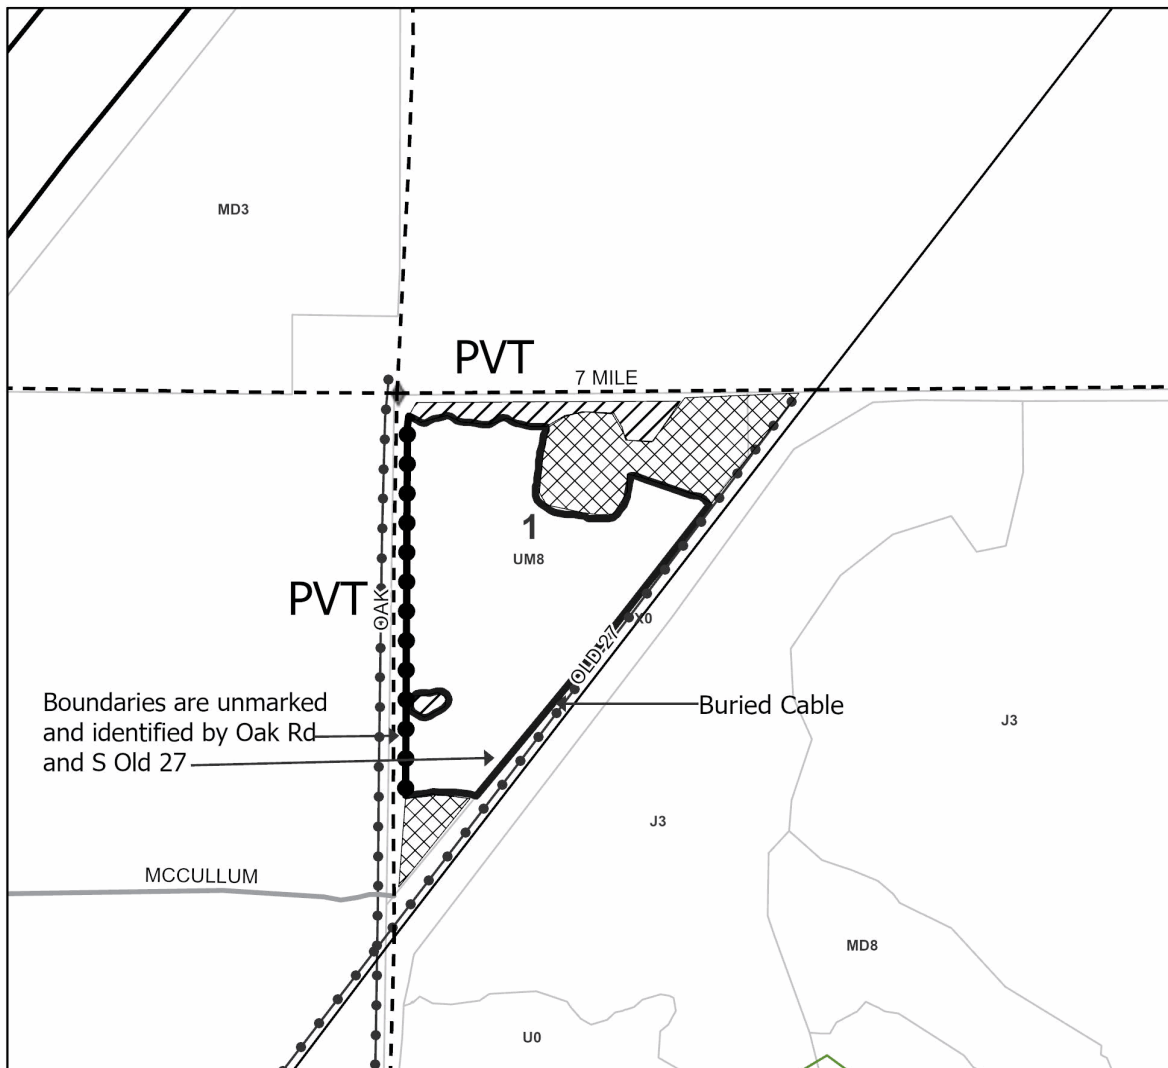 MD3
PVT
7 MILE
1
UM8
PVT
OAK
X0
OLD 27
Boundaries are unmarked
and identified by Oak Rd
and S Old 27
Buried Cable
J3
J3
MCCULLUM
MD8
U0